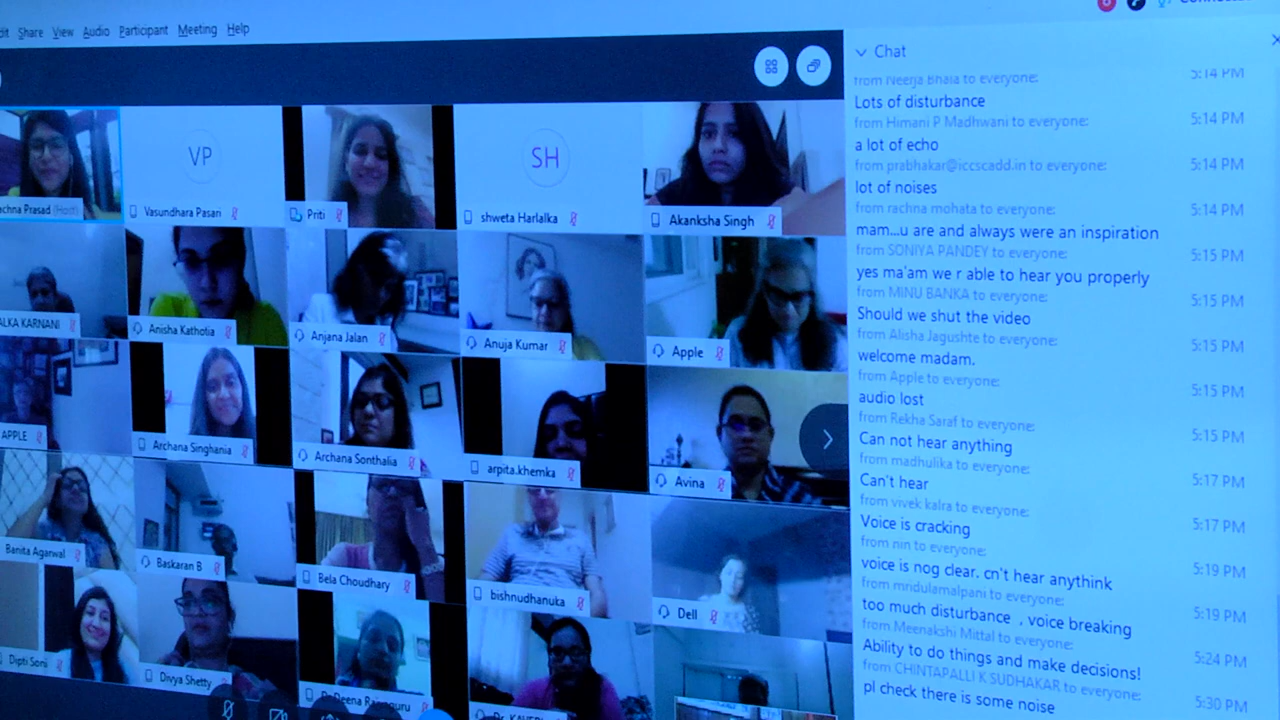 Share View Audio Participant Meeting Help
Chat
from Neerja Bhala to everyone: 5:14 PM
Lots of disturbance
from Himani P Madhwani to everyone: 5:14 PM
a lot of echo
from prabhakar@iccscadd.in to everyone: 5:14 PM
lot of noises
from rachna mohata to everyone: 5:14 PM
mam...u are and always were an inspiration
from SONIYA PANDEY to everyone: 5:15 PM
yes ma'am we r able to hear you properly
from MINU BANKA to everyone: 5:15 PM
Should we shut the video
from Alisha Jagushte to everyone: 5:15 PM
welcome madam.
from Apple to everyone: 5:15 PM
audio lost
from Rekha Saraf to everyone: 5:15 PM
Can not hear anything
from madhulika to everyone: 5:17 PM
Can't hear
from vivek kalra to everyone: 5:17 PM
Voice is cracking
from nin to everyone: 5:19 PM
voice is nog clear. cn't hear anythink
from mridulamalpani to everyone: 5:19 PM
too much disturbance , voice breaking
from Meenakshi Mittal to everyone: 5:24 PM
Ability to do things and make decisions!
from CHINTAPALLI K SUDHAKAR to everyone: 5:30 PM
pl check there is some noise
VP
SH
Prasad (Host)
Vasundhara Pasari
Priti
shweta Harlalka
Akanksha Singh
ALKA KARNANI
Anisha Katholia
Anjana Jalan
Anuja Kumar
Apple
APPLE
Archana Singhania
Archana Sonthalia
arpita.khemka
Avina
Banita Agarwal
Baskaran B
Bela Choudhary
bishnudhanuka
Dell
Dipti Soni
Divya Shetty